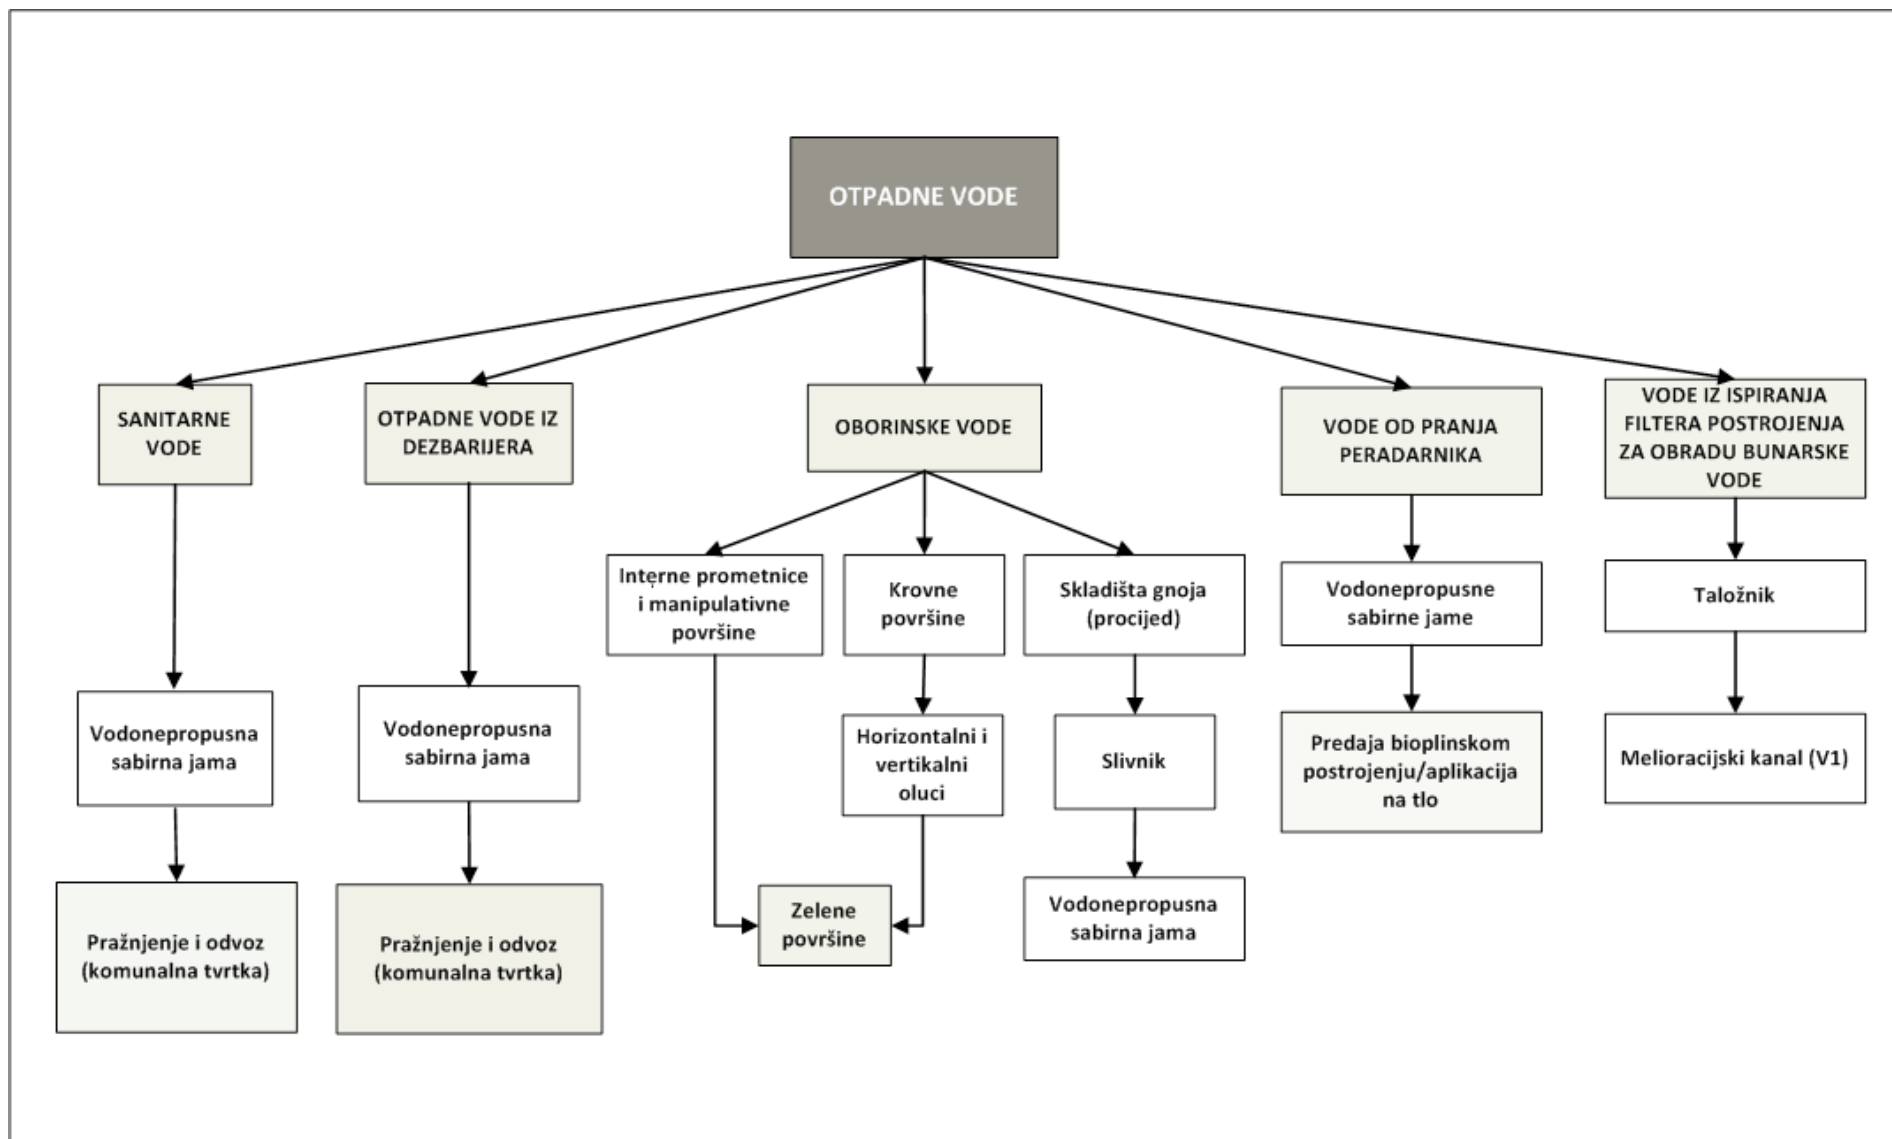 OTPADNE VODE
SANITARNE
VODE
OTPADNE VODE IZ
DEZBARIJERA
OBORINSKE VODE
VODE OD PRANJA
PERADARNIKA
VODE IZ ISPIRANJA
FILTERA POSTROJENJA
ZA OBRADU BUNARSKE
VODE
Interne prometnice
i manipulativne
površine
Krovne
površine
Skladišta gnoja
(procijed)
Vodonepropusne
sabirne jame
Taložnik
Vodonepropusna
sabirna jama
Vodonepropusna
sabirna jama
Horizontalni i
vertikalni
oluci
Slivnik
Predaja bioplinskom
postrojenju/aplikacija
na tlo
Melioracijski kanal (V1)
Pražnjenje i odvoz
(komunalna tvrtka)
Pražnjenje i odvoz
(komunalna tvrtka)
Zelene
površine
Vodonepropusna
sabirna jama